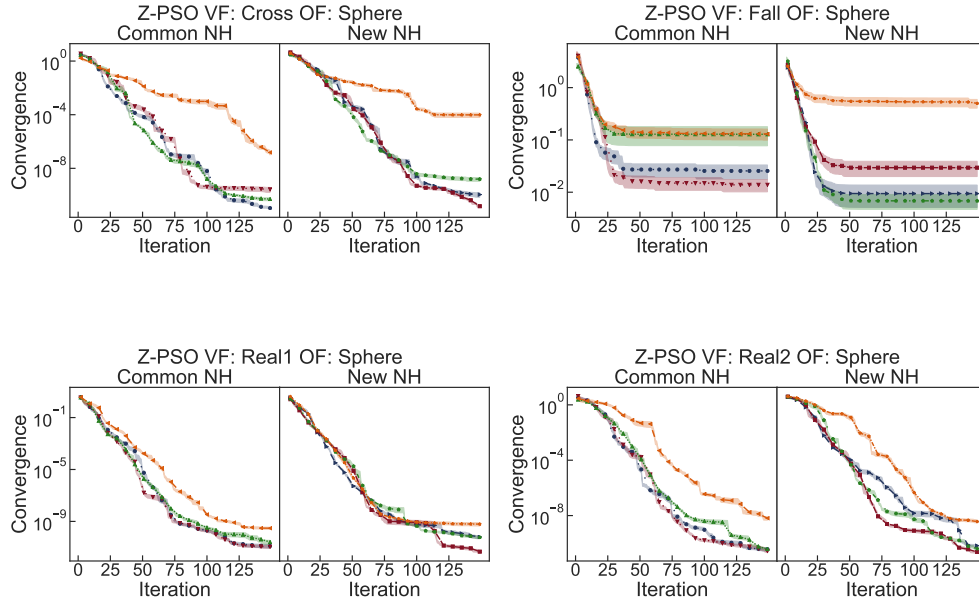 Z-PSO VF: Cross OF: Sphere
Common NH New NH
Convergence
10^0
10^-4
10^-8
0 25 50 75 100 125 0 25 50 75 100 125
Iteration Iteration
Z-PSO VF: Fall OF: Sphere
Common NH New NH
Convergence
10^0
10^-1
10^-2
0 25 50 75 100 125 0 25 50 75 100 125
Iteration Iteration
Z-PSO VF: Real1 OF: Sphere
Common NH New NH
Convergence
10^-1
10^-5
10^-9
0 25 50 75 100 125 0 25 50 75 100 125
Iteration Iteration
Z-PSO VF: Real2 OF: Sphere
Common NH New NH
Convergence
10^0
10^-4
10^-8
0 25 50 75 100 125 0 25 50 75 100 125
Iteration Iteration